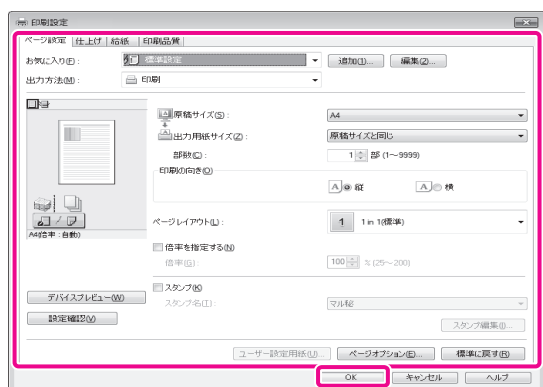 印刷設定
ページ設定 仕上げ 給紙 印刷品質
お気に入り(F): 標準設定 追加(1)... 編集(2)...
出力方法(M): 印刷
原稿サイズ(S): A4
出力用紙サイズ(Z): 原稿サイズと同じ
部数(C): 1 部 (1～9999)
印刷の向き(O)
A 縦 A 横
ページレイアウト(L): 1 1 in 1(標準)
A4(倍率：自動)
倍率を指定する(N)
倍率(G): 100 % (25～200)
デバイスプレビュー(W)
スタンプ(K)
スタンプ名(T): マル秘
設定確認(V)
スタンプ編集(I)...
ユーザー設定用紙(U)... ページオプション(E)... 標準に戻す(R)
OK キャンセル ヘルプ